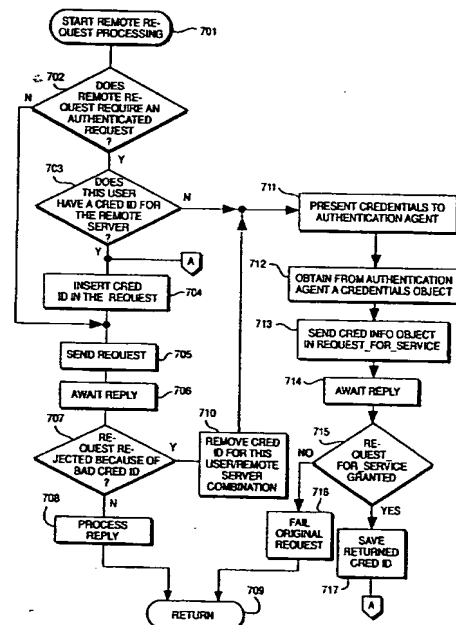 START REMOTE RE-
QUEST PROCESSING
701
702
DOES
REMOTE RE-
QUEST REQUIRE AN
AUTHENTICATED
REQUEST
?
N
Y
703
DOES
THIS USER
HAVE A CRED ID FOR
THE REMOTE
SERVER
?
N
Y
A
INSERT CRED
ID IN THE REQUEST
704
SEND REQUEST
705
AWAIT REPLY
706
707
RE-
QUEST RE-
JECTED BECAUSE OF
BAD CRED ID
?
Y
N
708
PROCESS
REPLY
710
REMOVE CRED
ID FOR THIS
USER/REMOTE
SERVER
COMBINATION
711
PRESENT CREDENTIALS TO
AUTHENTICATION AGENT
712
OBTAIN FROM AUTHENTICATION
AGENT A CREDENTIALS OBJECT
713
SEND CRED INFO OBJECT
IN REQUEST_FOR_SERVICE
714
AWAIT REPLY
715
RE-
QUEST
FOR_SERVICE
GRANTED
?
NO
YES
716
FAIL
ORIGINAL
REQUEST
SAVE
RETURNED
CRED ID
717
A
RETURN
709